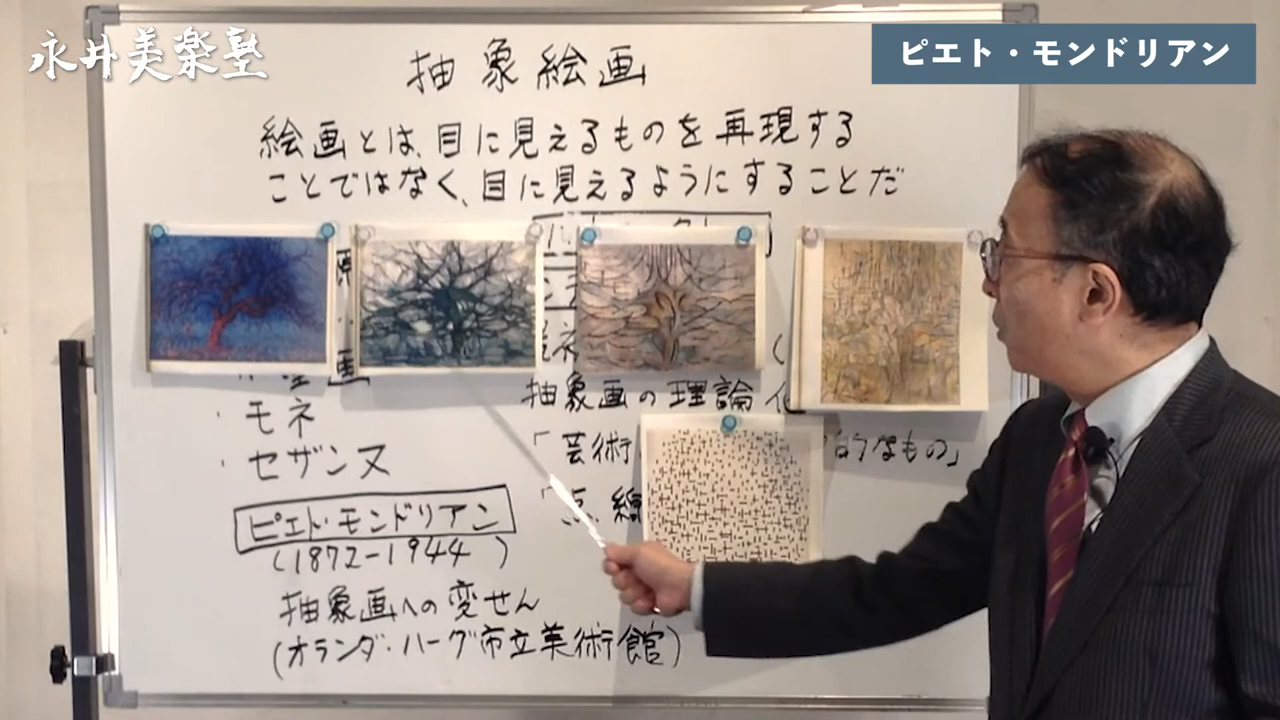 永井美楽塾
ピエト・モンドリアン
抽象絵画
絵画とは、目に見えるものを再現する
ことではなく、目に見えるようにすることだ
モネ
抽象画の理論化
・セザンヌ
「芸術
なもの」
「点、線
ピエト・モンドリアン
(1872-1944)
抽象画への変せん
(オランダ・ハーグ市立美術館)